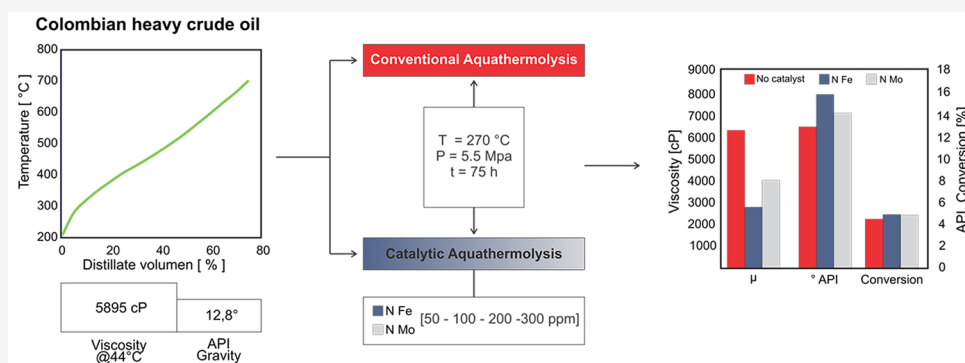 Colombian heavy crude oil
Temperature [ °C]
800
700
600
500
400
300
200
0
20
40
60
80
Distillate volumen [ % ]
5895 cP
12,8°
Viscosity
@44°C
API
Gravity
Conventional Aquathermolysis
T = 270 °C
P = 5.5 Mpa
t = 75 h
Catalytic Aquathermolysis
N Fe
N Mo
[50 - 100 - 200 -300 ppm]
No catalyst
N Fe
N Mo
Viscosity [cP]
9000
8000
7000
6000
5000
4000
3000
2000
1000
18
16
14
12
10
8
6
4
2
0
API, Conversion [%]
µ
° API
Conversion